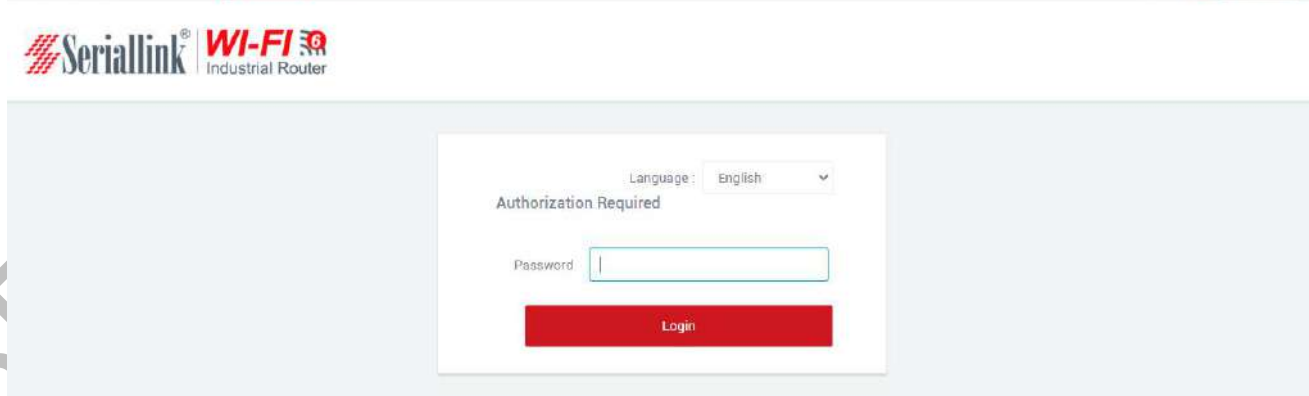 Seriallink® WI-FI 6
Industrial Router
Language : English
Authorization Required
Password
Login